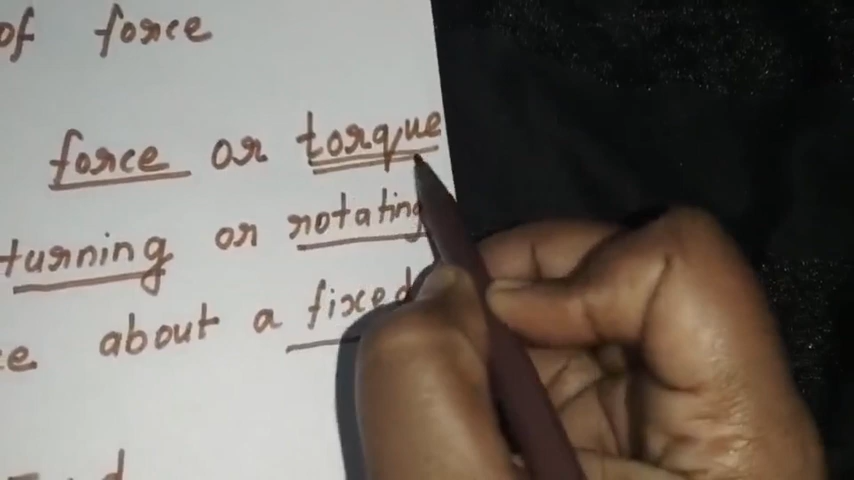 of force
force or torque
turning or rotating
about a fixed